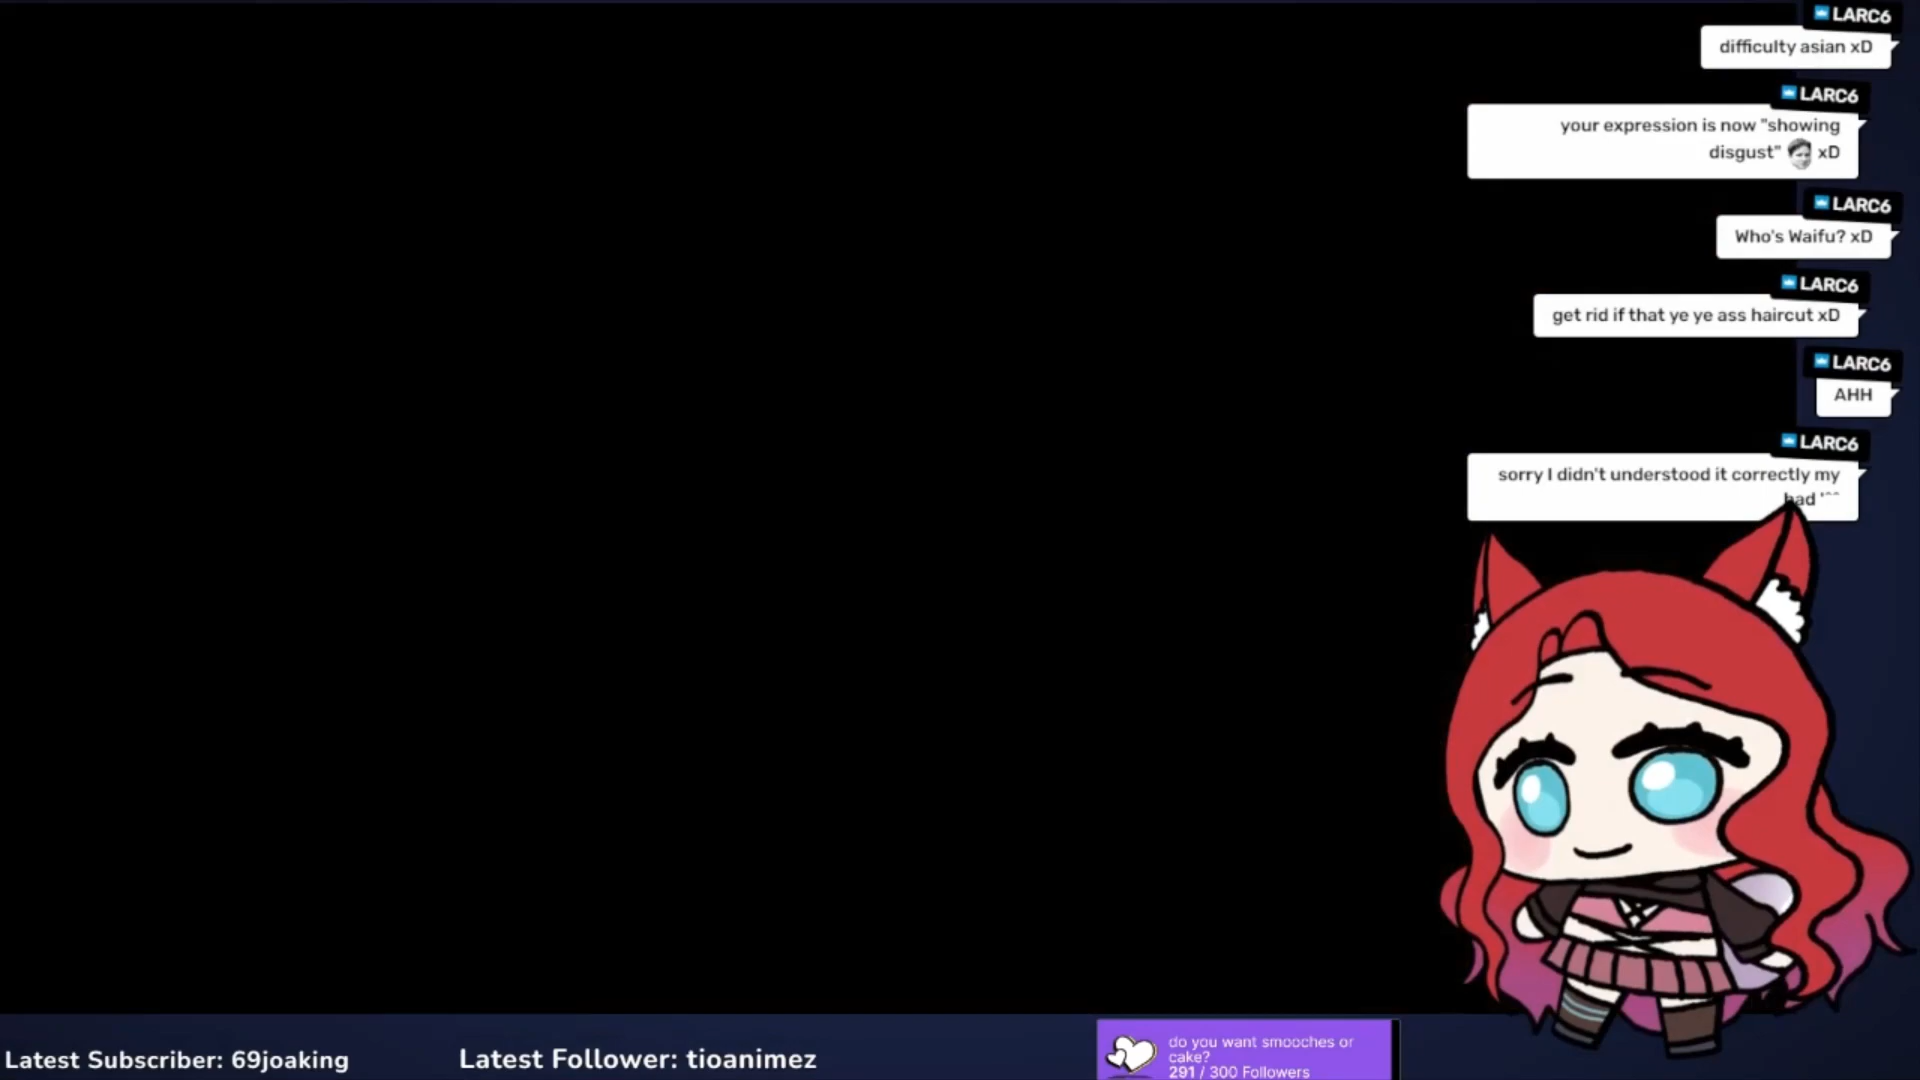 LARC6
difficulty asian xD
LARC6
your expression is now "showing
disgust" xD
LARC6
Who's Waifu? xD
LARC6
get rid if that ye ye ass haircut xD
LARC6
AHH
LARC6
sorry I didn't understood it correctly my
bad '^^
Latest Subscriber: 69joaking
Latest Follower: tioanimez
do you want smooches or
cake?
291 / 300 Followers